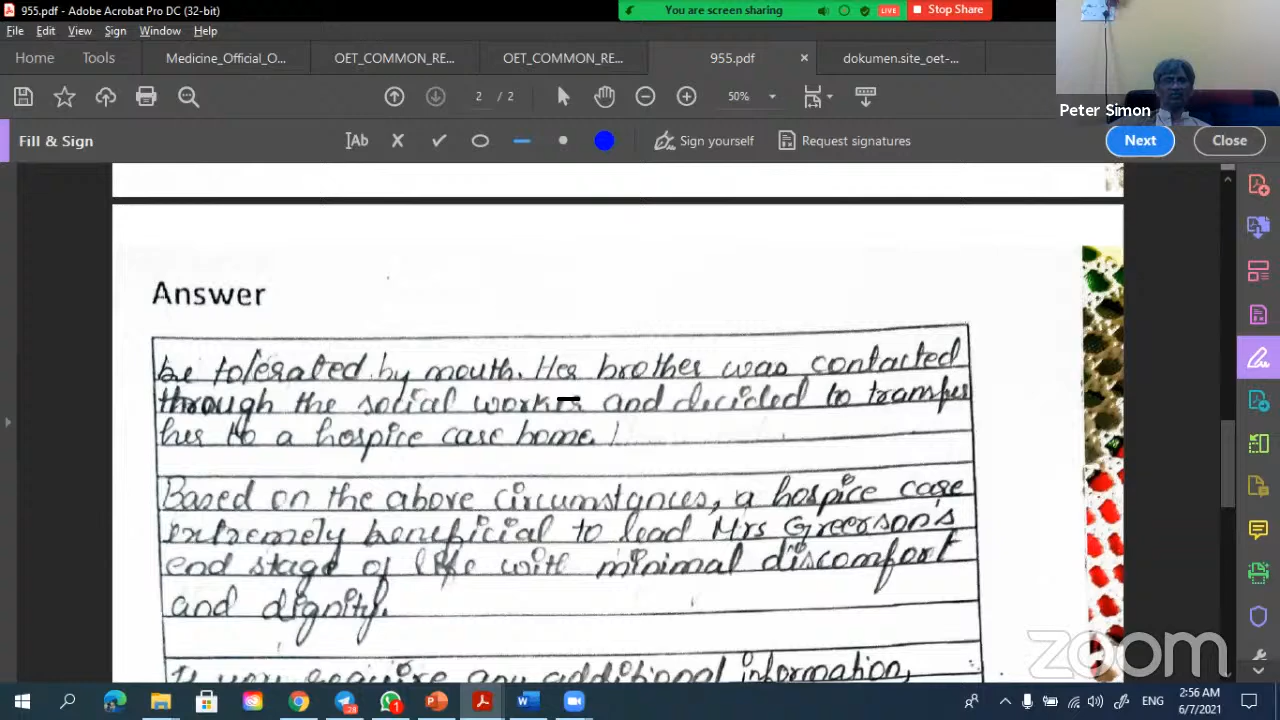 955.pdf - Adobe Acrobat Pro DC (32-bit)
You are screen sharing
LIVE
Stop Share
File Edit View Sign Window Help
Home Tools Medicine_Official_O... OET_COMMON_RE... OET_COMMON_RE... 955.pdf × dokumen.site_oet-...
2 / 2 50%
Peter Simon
Fill & Sign
Ab
Sign yourself
Request signatures
Next
Close
Answer
be tolerated by mouth. Her brother was contacted
through the social worker and decided to transfer
her to a hospice care home.
Based on the above circumstances, a hospice care
extremely beneficial to lead Mrs Greerson's
end stage of life with minimal discomfort
and dignity.
If you require any additional information,
zoom
28
1
ENG
2:56 AM
6/7/2021